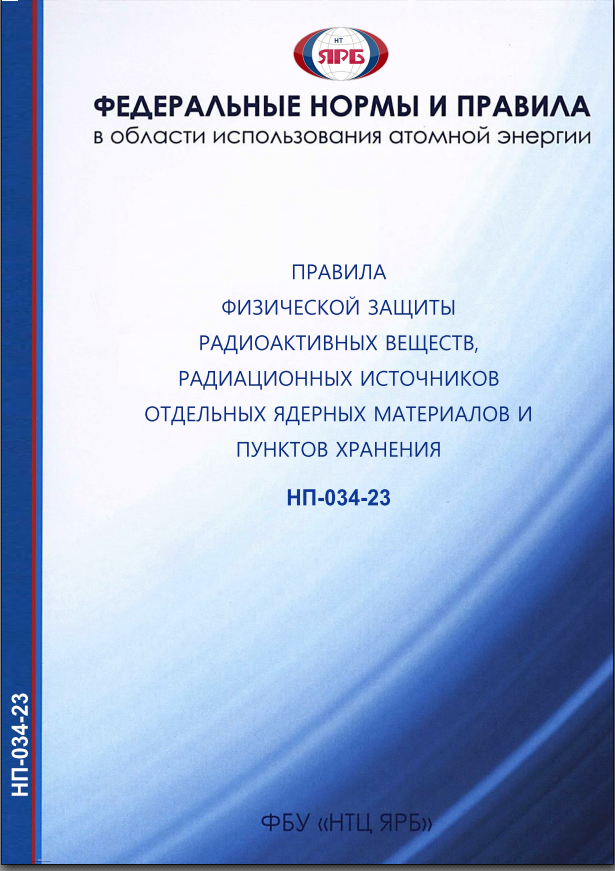 НТ
ЯРБ
ФЕДЕРАЛЬНЫЕ НОРМЫ И ПРАВИЛА
в области использования атомной энергии
ПРАВИЛА
ФИЗИЧЕСКОЙ ЗАЩИТЫ
РАДИОАКТИВНЫХ ВЕЩЕСТВ,
РАДИАЦИОННЫХ ИСТОЧНИКОВ
ОТДЕЛЬНЫХ ЯДЕРНЫХ МАТЕРИАЛОВ И
ПУНКТОВ ХРАНЕНИЯ
НП-034-23
НП-034-23
ФБУ «НТЦ ЯРБ»